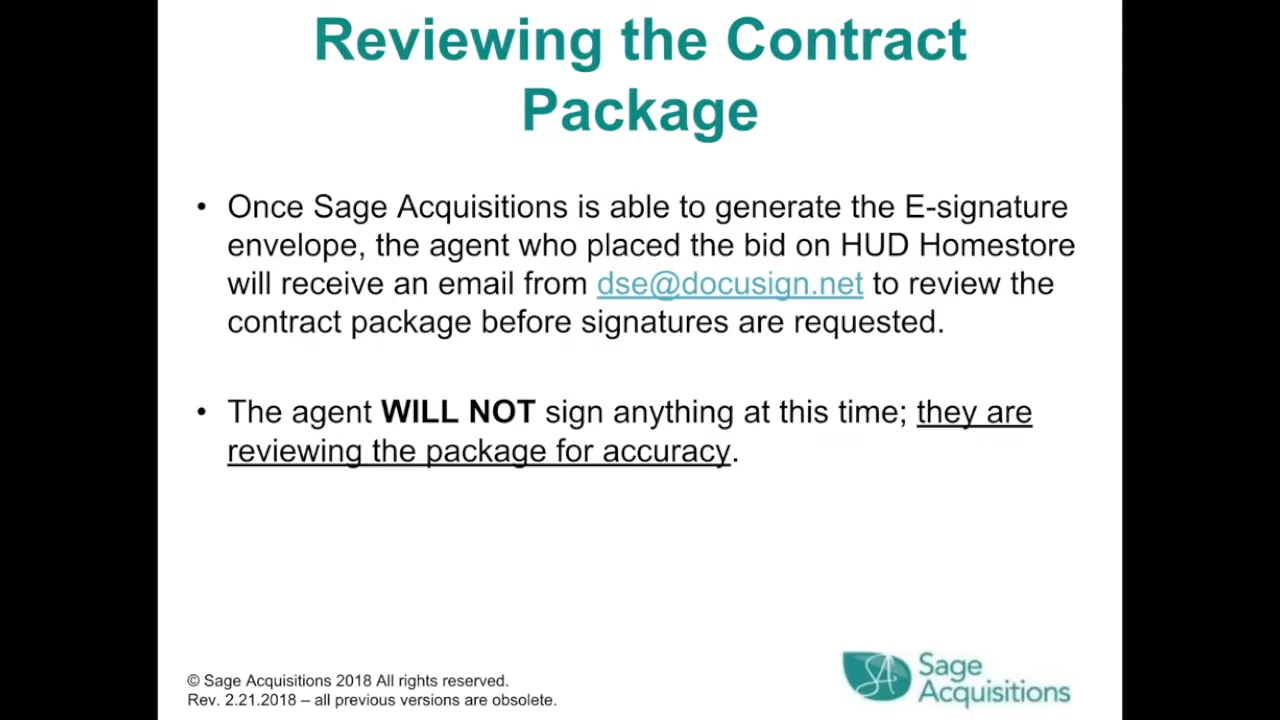 Reviewing the Contract
Package
• Once Sage Acquisitions is able to generate the E-signature
envelope, the agent who placed the bid on HUD Homestore
will receive an email from dse@docusign.net to review the
contract package before signatures are requested.
• The agent WILL NOT sign anything at this time; they are
reviewing the package for accuracy.
© Sage Acquisitions 2018 All rights reserved.
Rev. 2.21.2018 – all previous versions are obsolete.
SA
Sage
Acquisitions